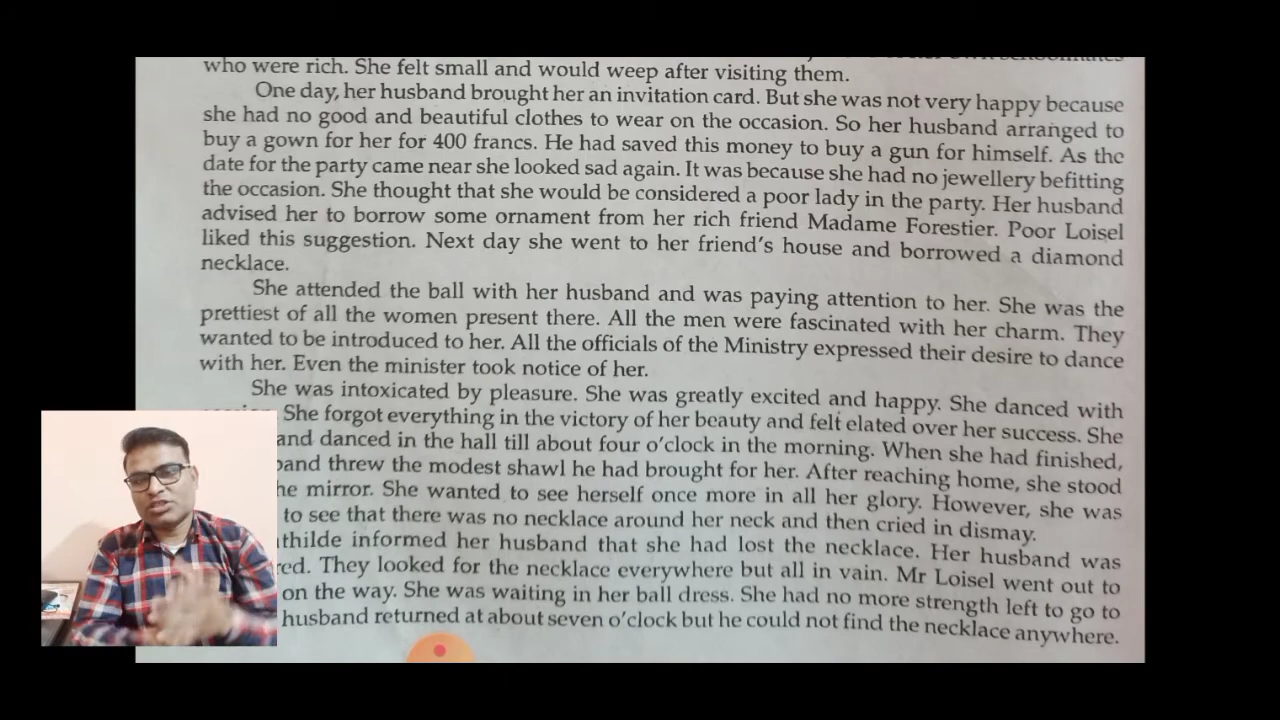 who were rich. She felt small and would weep after visiting them.
One day, her husband brought her an invitation card. But she was not very happy because
she had no good and beautiful clothes to wear on the occasion. So her husband arranged to
buy a gown for her for 400 francs. He had saved this money to buy a gun for himself. As the
date for the party came near she looked sad again. It was because she had no jewellery befitting
the occasion. She thought that she would be considered a poor lady in the party. Her husband
advised her to borrow some ornament from her rich friend Madame Forestier. Poor Loisel
liked this suggestion. Next day she went to her friend's house and borrowed a diamond
necklace.
She attended the ball with her husband and was paying attention to her. She was the
prettiest of all the women present there. All the men were fascinated with her charm. They
wanted to be introduced to her. All the officials of the Ministry expressed their desire to dance
with her. Even the minister took notice of her.
She was intoxicated by pleasure. She was greatly excited and happy. She danced with
She forgot everything in the victory of her beauty and felt elated over her success. She
and danced in the hall till about four o'clock in the morning. When she had finished,
band threw the modest shawl he had brought for her. After reaching home, she stood
he mirror. She wanted to see herself once more in all her glory. However, she was
to see that there was no necklace around her neck and then cried in dismay.
thilde informed her husband that she had lost the necklace. Her husband was
red. They looked for the necklace everywhere but all in vain. Mr Loisel went out to
on the way. She was waiting in her ball dress. She had no more strength left to go to
husband returned at about seven o'clock but he could not find the necklace anywhere.